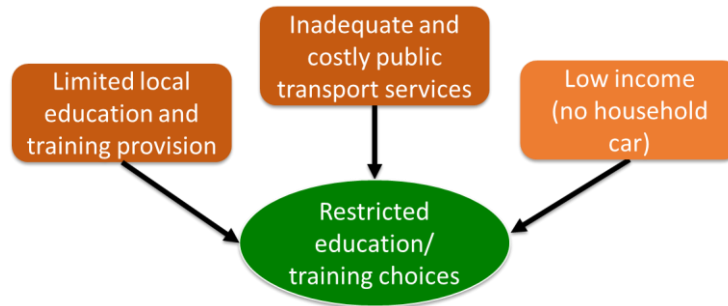 Limited local
education and
training provision
Inadequate and
costly public
transport services
Low income
(no household
car)
Restricted
education/
training choices